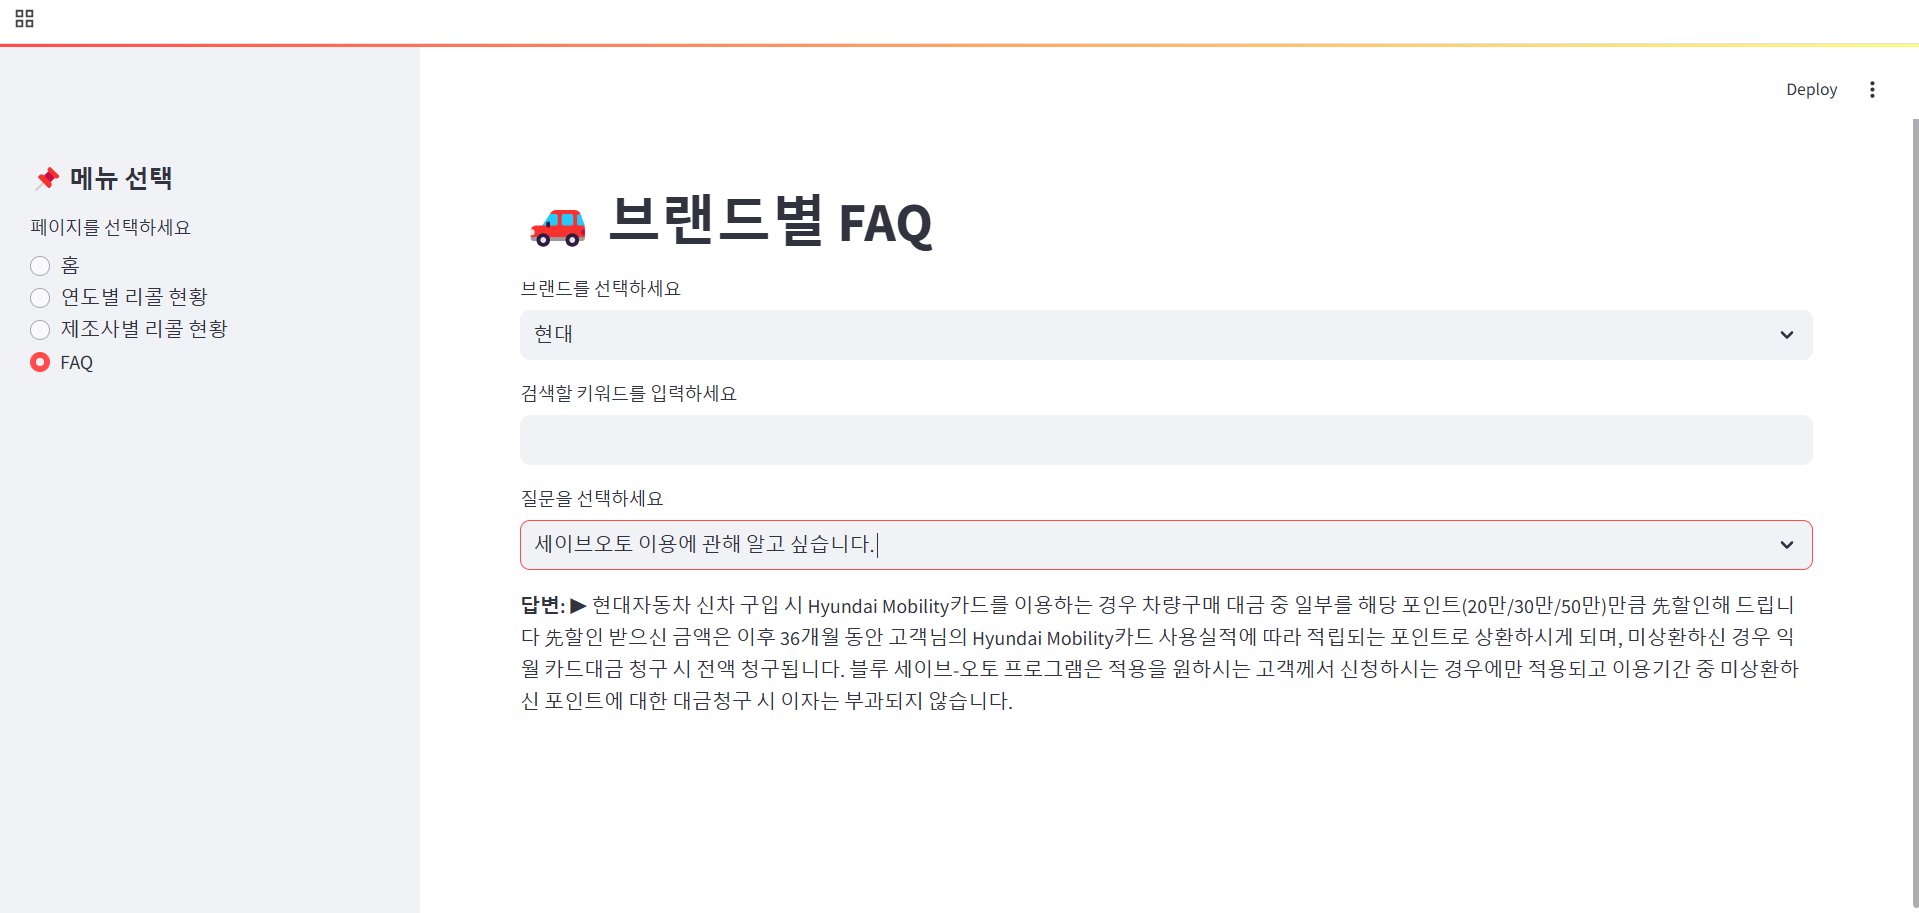 Deploy
메뉴 선택
페이지를 선택하세요
홈
연도별 리콜 현황
제조사별 리콜 현황
FAQ
브랜드별 FAQ
브랜드를 선택하세요
현대
검색할 키워드를 입력하세요
질문을 선택하세요
세이브오토 이용에 관해 알고 싶습니다.
답변: ▶ 현대자동차 신차 구입 시 Hyundai Mobility카드를 이용하는 경우 차량구매 대금 중 일부를 해당 포인트(20만/30만/50만)만큼 先할인해 드립니
다 先할인 받으신 금액은 이후 36개월 동안 고객님의 Hyundai Mobility카드 사용실적에 따라 적립되는 포인트로 상환하시게 되며, 미상환하신 경우 익
월 카드대금 청구 시 전액 청구됩니다. 블루 세이브-오토 프로그램은 적용을 원하시는 고객께서 신청하시는 경우에만 적용되고 이용기간 중 미상환하
신 포인트에 대한 대금청구 시 이자는 부과되지 않습니다.